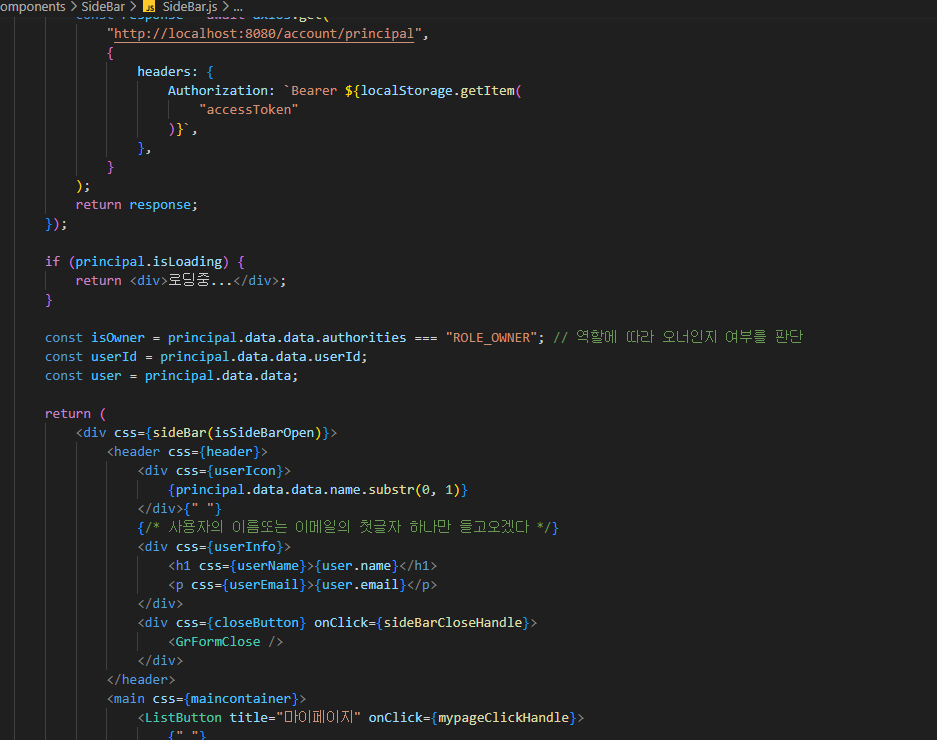 omponents > SideBar > JS SideBar.js > ...
const response = await axios.get(
"http://localhost:8080/account/principal",
{
headers: {
Authorization: `Bearer ${localStorage.getItem(
"accessToken"
)}`,
},
}
);
return response;
});
if (principal.isLoading) {
return <div>로딩중...</div>;
}
const isOwner = principal.data.data.authorities === "ROLE_OWNER"; // 역할에 따라 오너인지 여부를 판단
const userId = principal.data.data.userId;
const user = principal.data.data;
return (
<div css={sideBar(isSideBarOpen)}>
<header css={header}>
<div css={userIcon}>
{principal.data.data.name.substr(0, 1)}
</div>{" "}
{/* 사용자의 이름또는 이메일의 첫글자 하나만 들고오겠다 */}
<div css={userInfo}>
<h1 css={userName}>{user.name}</h1>
<p css={userEmail}>{user.email}</p>
</div>
<div css={closeButton} onClick={sideBarCloseHandle}>
<GrFormClose />
</div>
</header>
<main css={maincontainer}>
<ListButton title="마이페이지" onClick={mypageClickHandle}>
{" "}